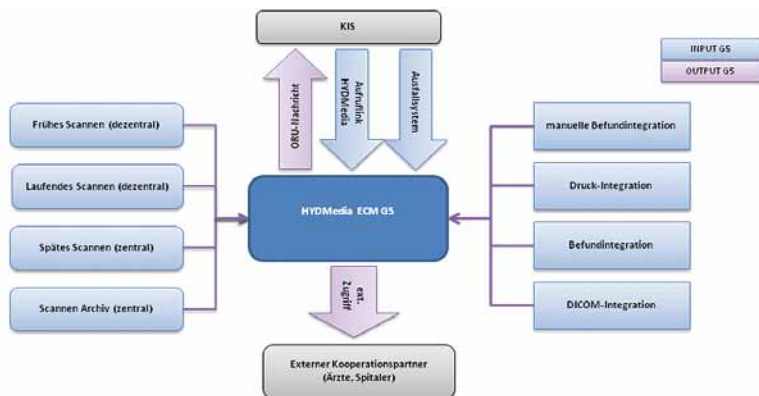 KIS
INPUT G5
OUTPUT G5
ORU-Nachricht
Aufruflink
HYDMedia
Ausfallsystem
Frühes Scannen (dezentral)
Laufendes Scannen (dezentral)
Spätes Scannen (zentral)
Scannen Archiv (zentral)
HYDMedia ECM G5
manuelle Befundintegration
Druck-Integration
Befundintegration
DICOM-Integration
ext.
Zugriff
Externer Kooperationspartner
(Ärzte, Spitaler)